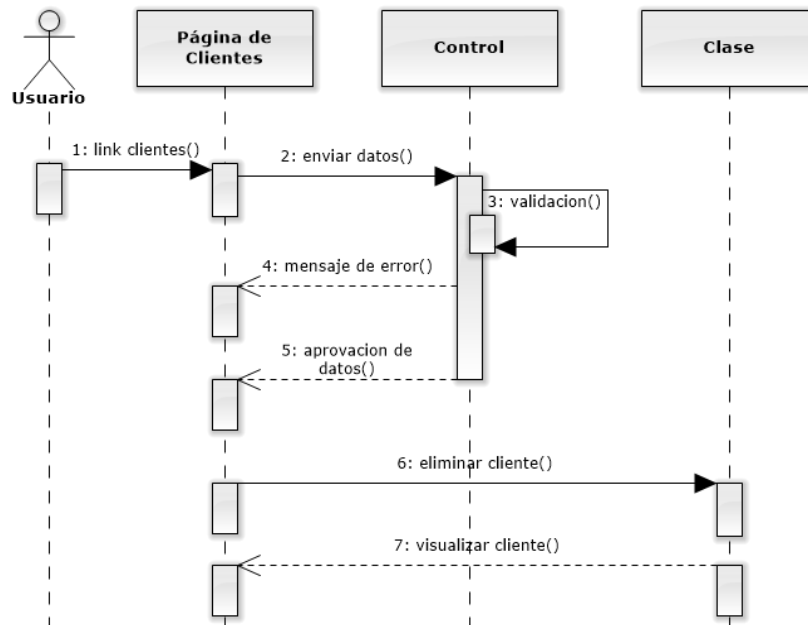 Usuario
Página de
Clientes
Control
Clase
1: link clientes()
2: enviar datos()
3: validacion()
4: mensaje de error()
5: aprovacion de
datos()
6: eliminar cliente()
7: visualizar cliente()